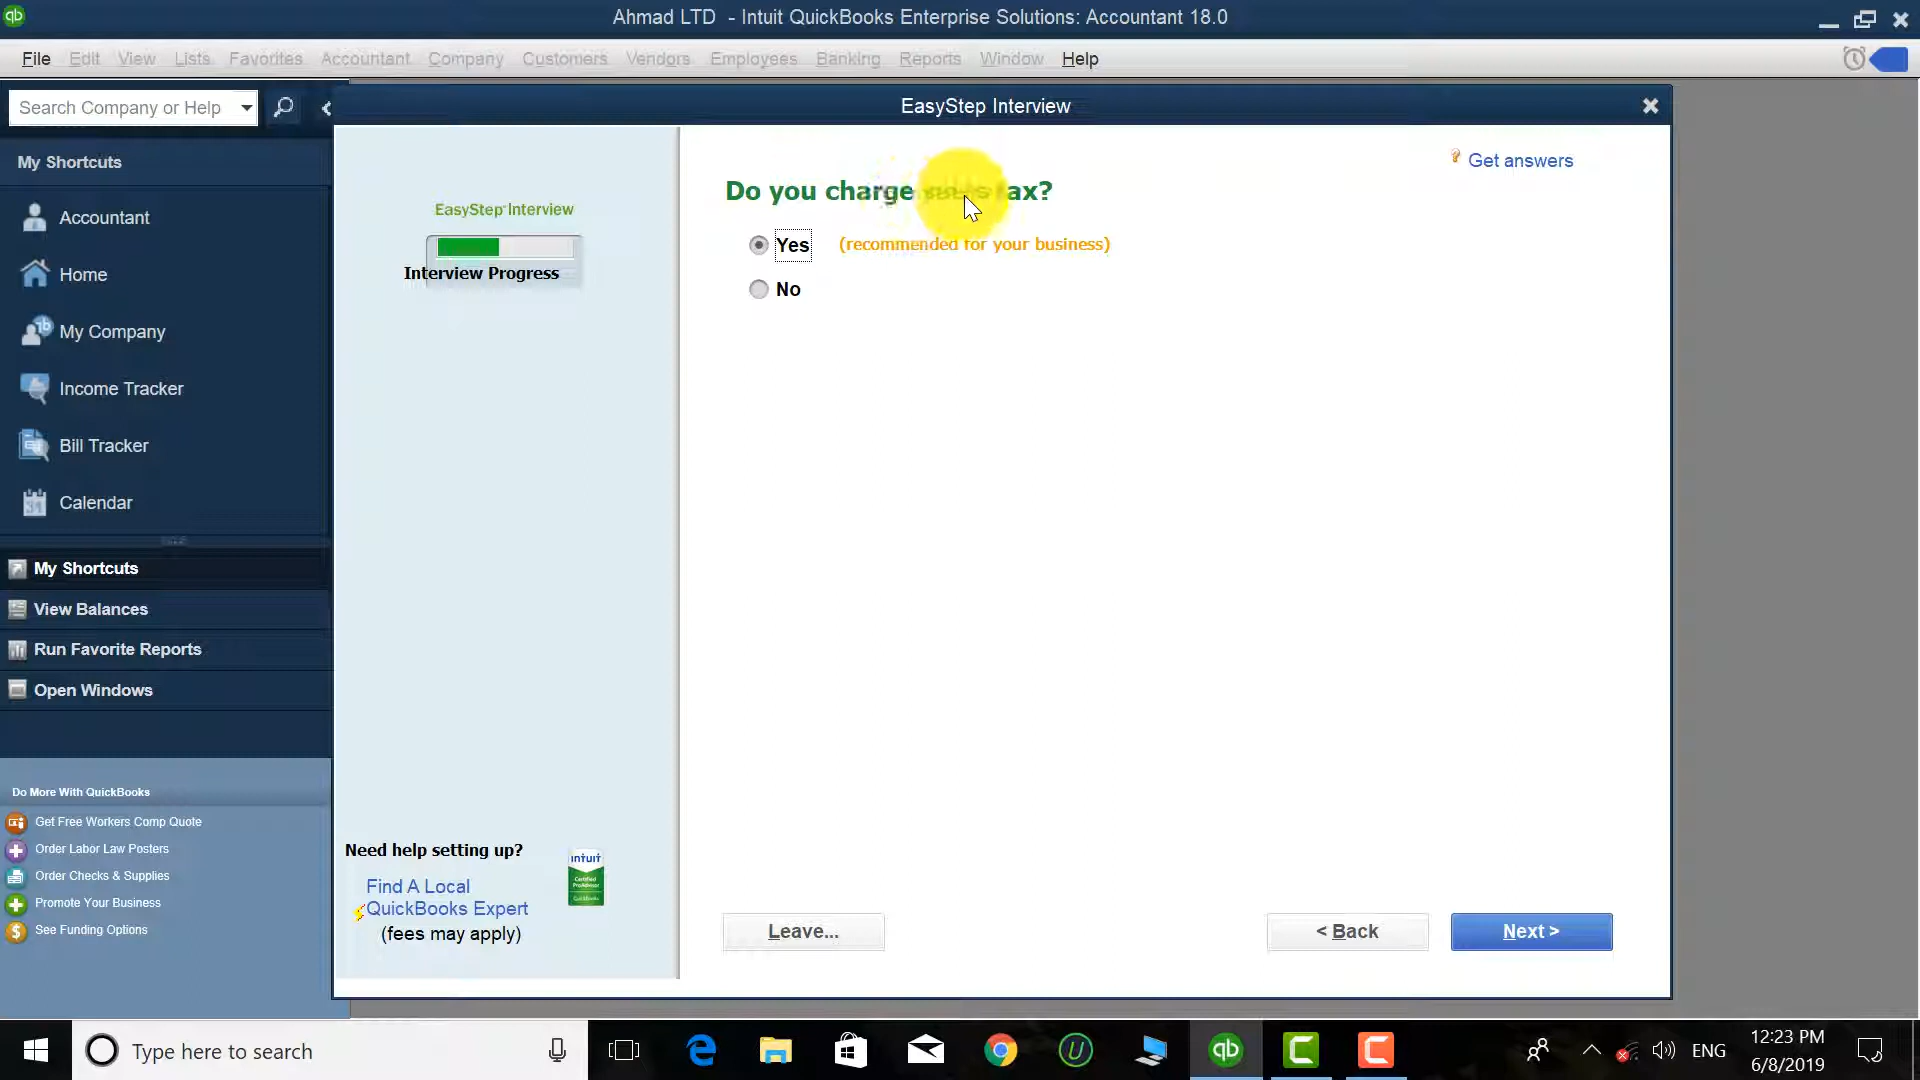 Ahmad LTD - Intuit QuickBooks Enterprise Solutions: Accountant 18.0
File Edit View Lists Favorites Accountant Company Customers Vendors Employees Banking Reports Window Help
Search Company or Help
EasyStep Interview
My Shortcuts
Accountant
Home
My Company
Income Tracker
Bill Tracker
Calendar
My Shortcuts
View Balances
Run Favorite Reports
Open Windows
Do More With QuickBooks
Get Free Workers Comp Quote
Order Labor Law Posters
Order Checks & Supplies
Promote Your Business
See Funding Options
EasyStep Interview
Interview Progress
Need help setting up?
intuit
Find A Local
QuickBooks Expert
(fees may apply)
Get answers
Do you charge tax?
Yes (recommended for your business)
No
Leave...
< Back
Next >
Type here to search
ENG
12:23 PM
6/8/2019